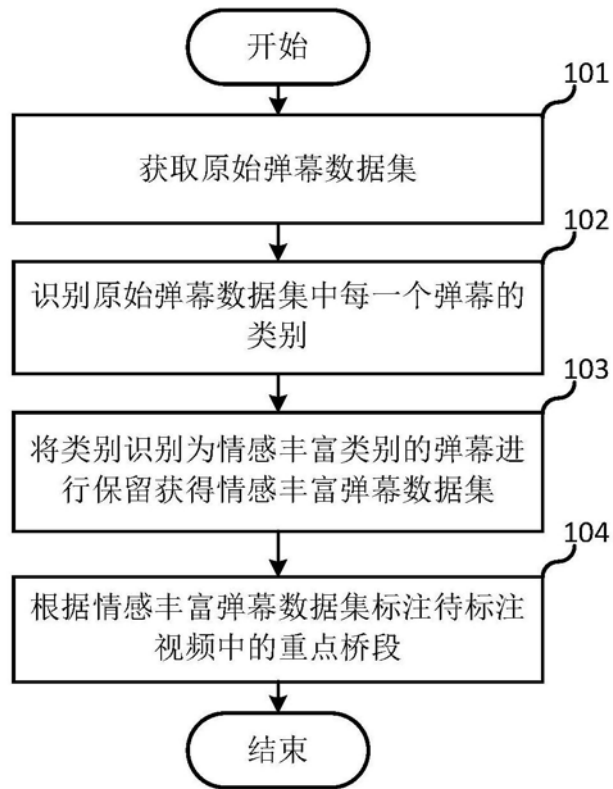 开始
101
获取原始弹幕数据集
102
识别原始弹幕数据集中每一个弹幕的
类别
103
将类别识别为情感丰富类别的弹幕进
行保留获得情感丰富弹幕数据集
104
根据情感丰富弹幕数据集标注待标注
视频中的重点桥段
结束